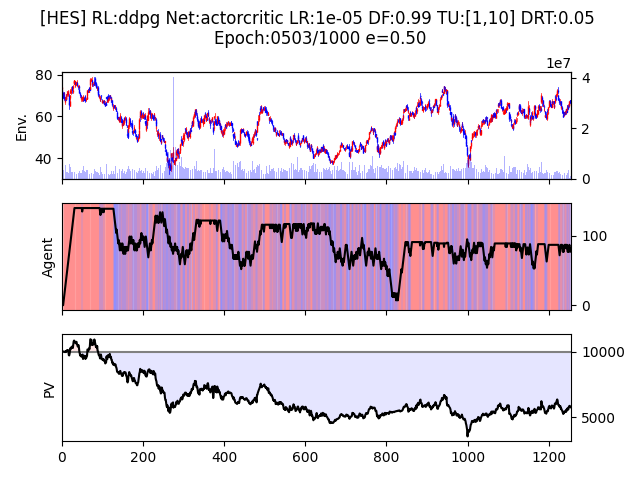 [HES] RL:ddpg Net:actorcritic LR:1e-05 DF:0.99 TU:[1,10] DRT:0.05
Epoch:0503/1000 e=0.50
1e7
80
60
40
Env.
4
2
0
Agent
100
0
PV
10000
5000
0 200 400 600 800 1000 1200